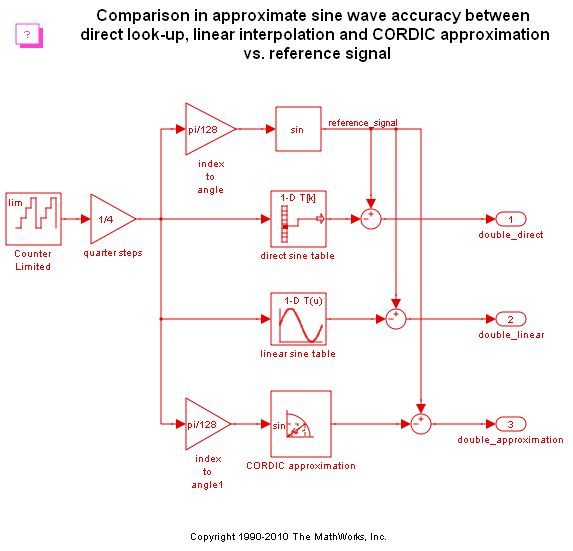 Comparison in approximate sine wave accuracy between
direct look-up, linear interpolation and CORDIC approximation
vs. reference signal
?
pi/128
index
to
angle
sin
reference_signal
lim
Counter
Limited
1/4
quarter steps
1-D T[k]
direct sine table
1
double_direct
1-D T(u)
linear sine table
2
double_linear
pi/128
index
to
angle1
sin
CORDIC approximation
3
double_approximation
Copyright 1990-2010 The MathWorks, Inc.